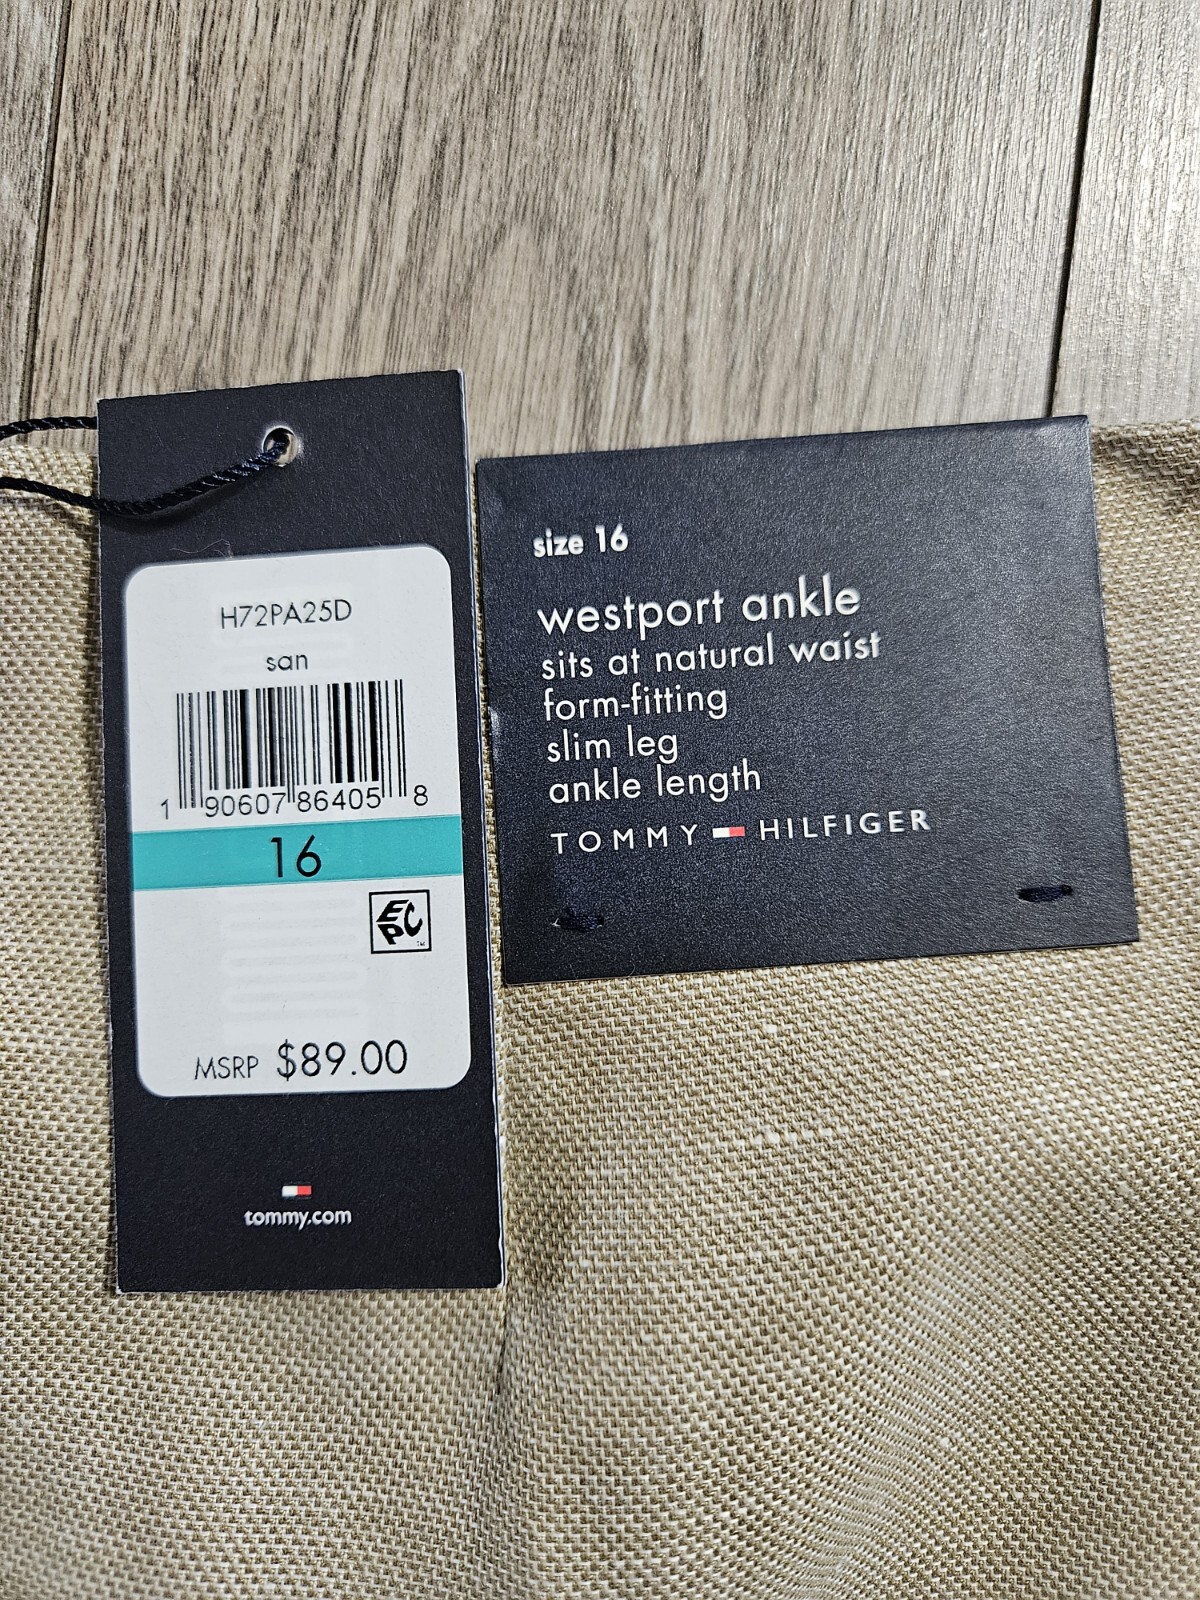 H72PA25D
san
1 90607 86405 8
16
EPC
MSRP $89.00
tommy.com
size 16
westport ankle
sits at natural waist
form-fitting
slim leg
ankle length
TOMMY HILFIGER